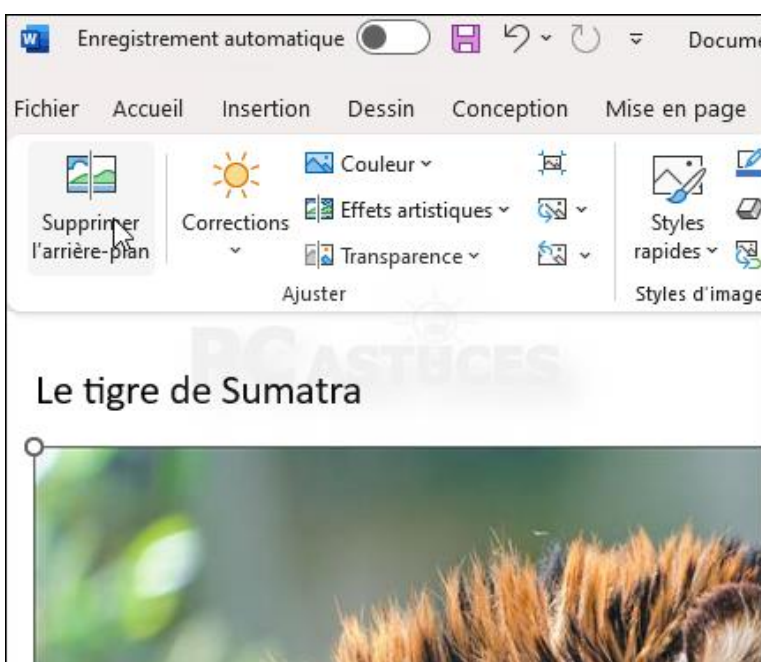 W Enregistrement automatique Docume
Fichier Accueil Insertion Dessin Conception Mise en page
Supprimer
l'arrière-plan
Corrections
Couleur
Effets artistiques
Transparence
Styles
rapides
Ajuster
Styles d'image
PC ASTUCES
Le tigre de Sumatra